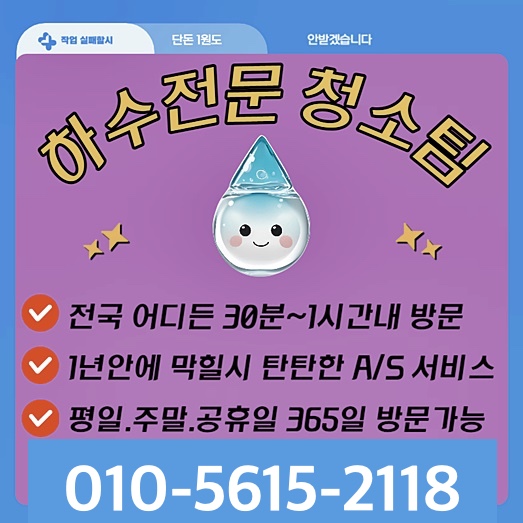 작업 실패할시 단돈 1원도 안받겠습니다
하수전문 청소팀
전국 어디든 30분~1시간내 방문
1년안에 막힐시 탄탄한 A/S 서비스
평일.주말.공휴일 365일 방문가능
010-5615-2118